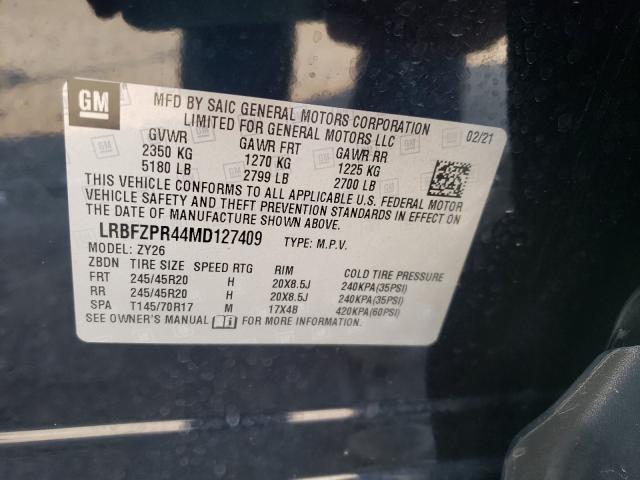 GM
MFD BY SAIC GENERAL MOTORS CORPORATION
LIMITED FOR GENERAL MOTORS LLC 02/21
GVWR GAWR FRT GAWR RR
2350 KG 1270 KG 1225 KG
5180 LB 2799 LB 2700 LB
THIS VEHICLE CONFORMS TO ALL APPLICABLE U.S. FEDERAL MOTOR
VEHICLE SAFETY AND THEFT PREVENTION STANDARDS IN EFFECT ON
THE DATE OF MANUFACTURE SHOWN ABOVE.
LRBFZPR44MD127409 TYPE: M.P.V.
MODEL: ZY26
ZBDN TIRE SIZE SPEED RTG RIM COLD TIRE PRESSURE
FRT 245/45R20 H 20X8.5J 240KPA(35PSI)
RR 245/45R20 H 20X8.5J 240KPA(35PSI)
SPA T145/70R17 M 17X4B 420KPA(60PSI)
SEE OWNER'S MANUAL FOR MORE INFORMATION.